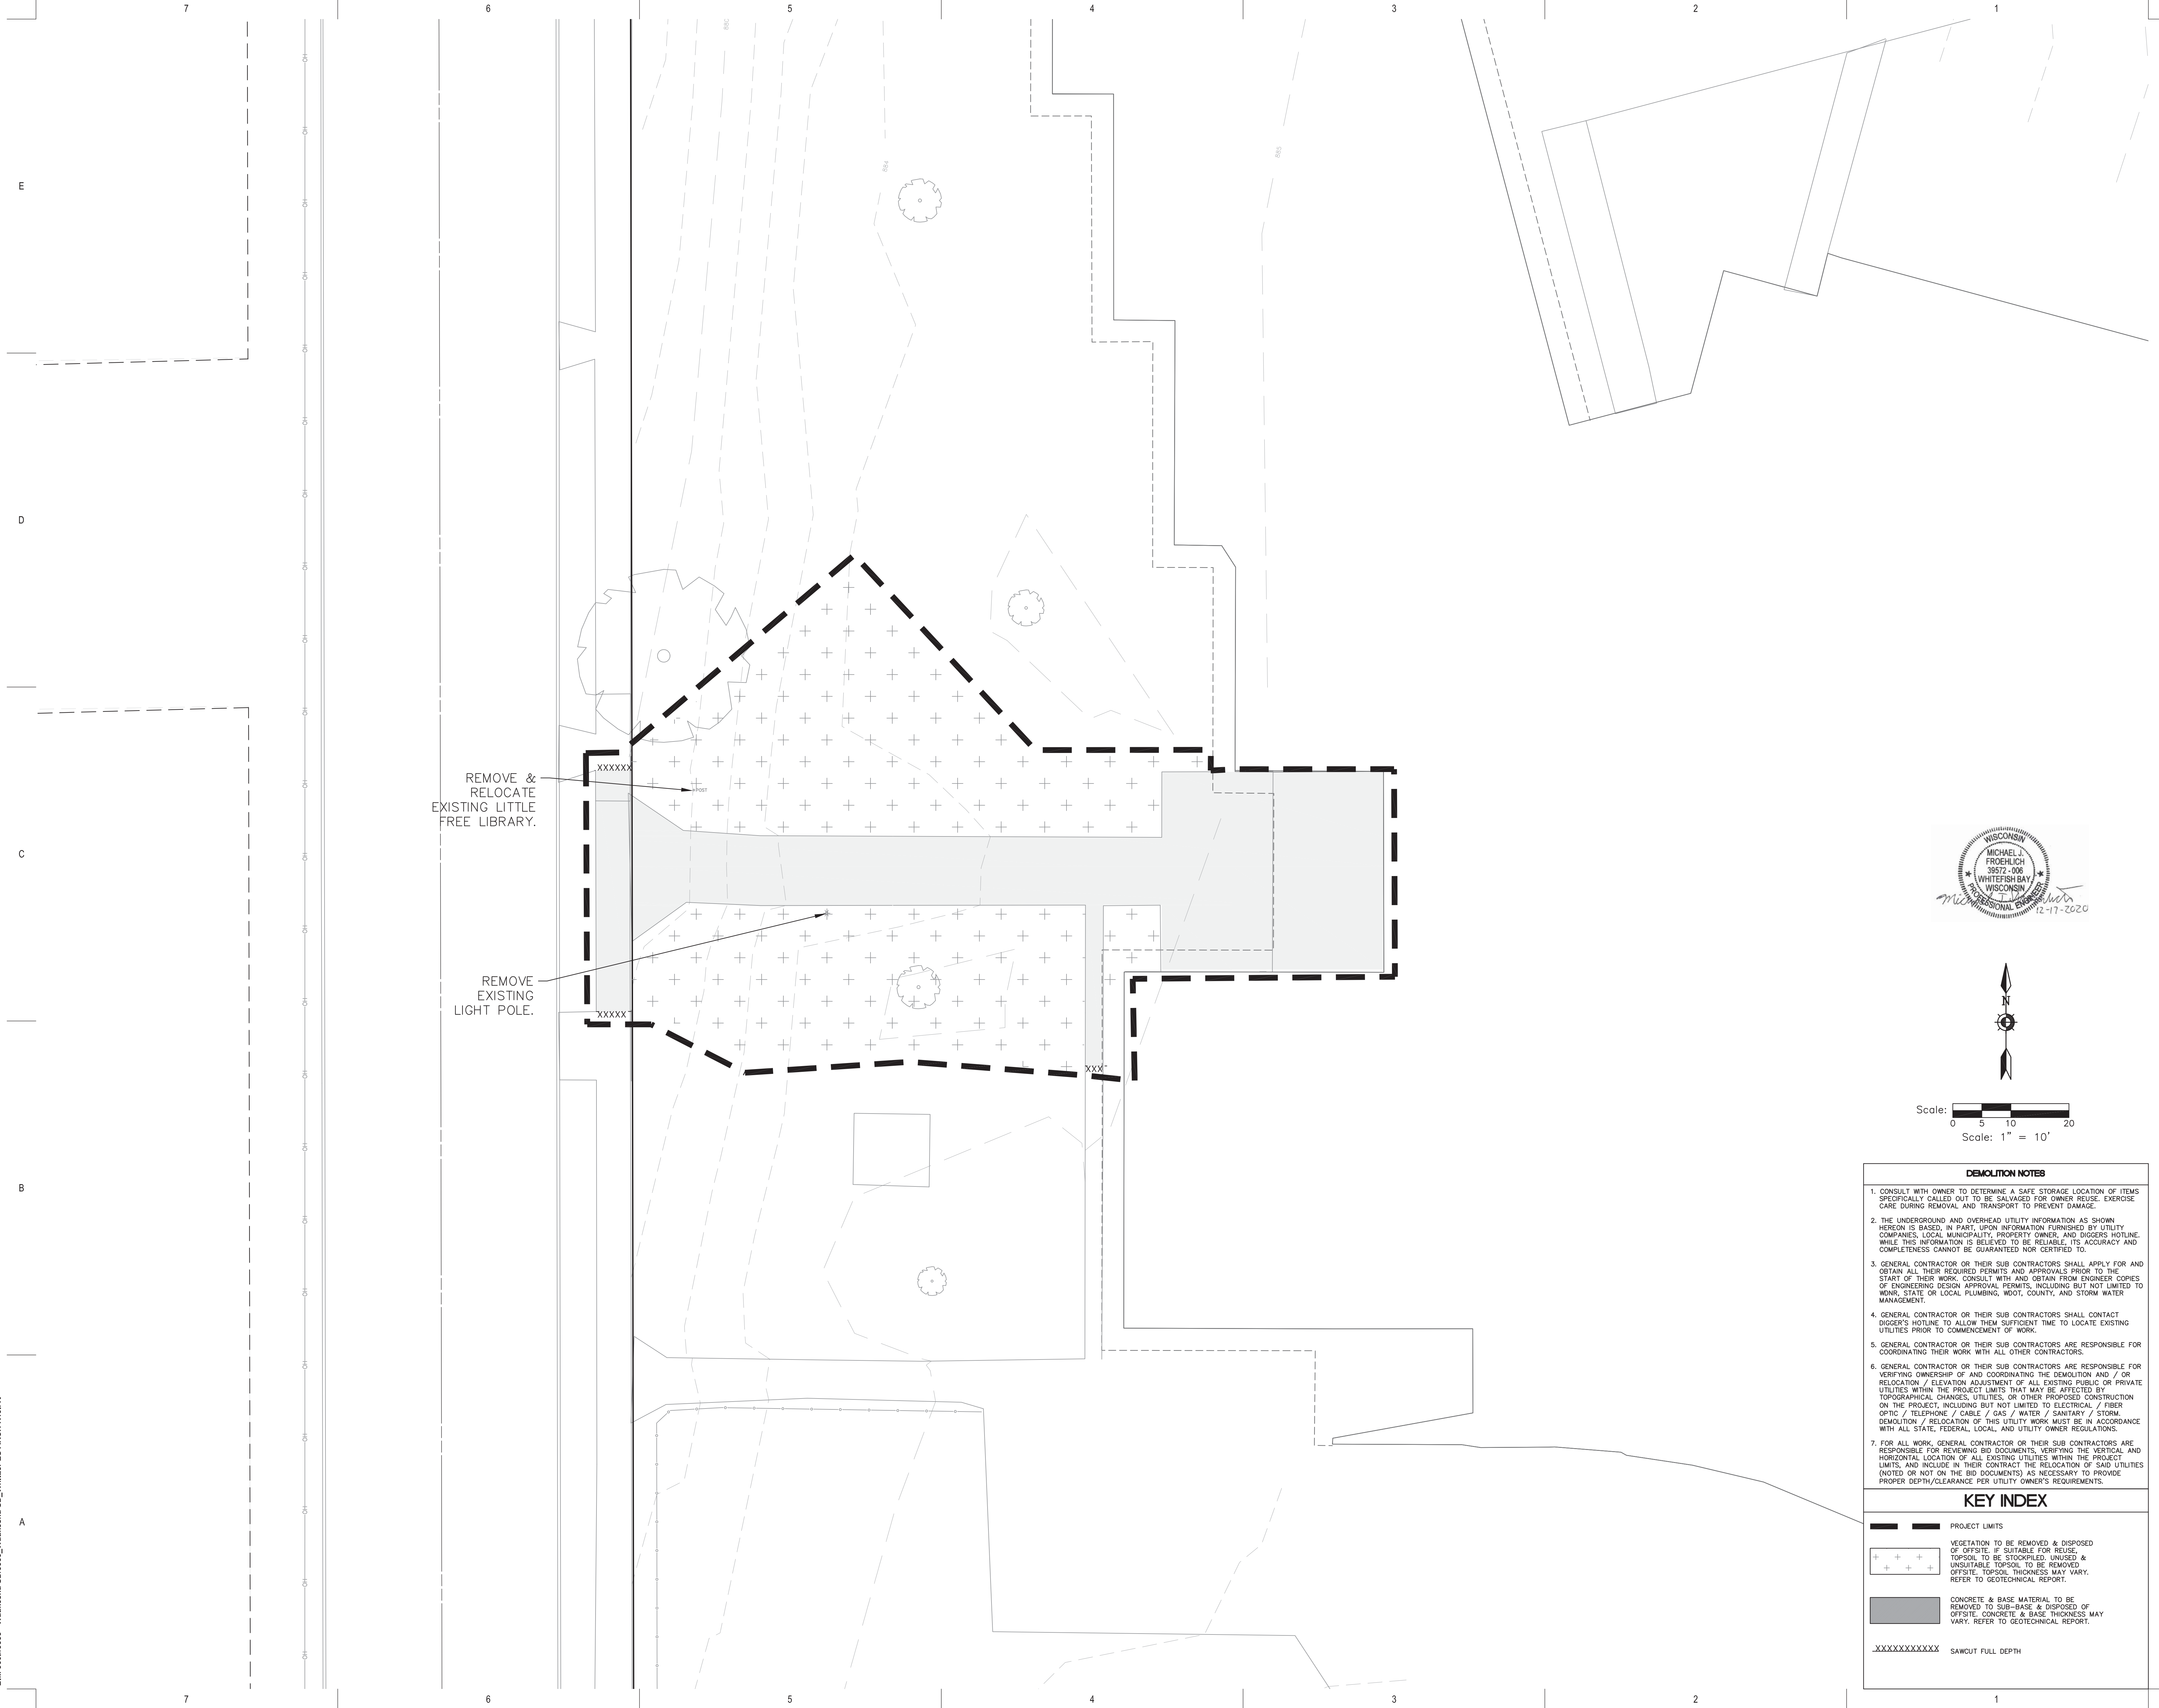 7 6 5 4 3 2 1
E
D
C
B
A
880
884
885
REMOVE &
RELOCATE
EXISTING LITTLE
FREE LIBRARY.
POST
XXXXXX
REMOVE
EXISTING
LIGHT POLE.
XXXXX
XXX
WISCONSIN
MICHAEL J.
FROEHLICH
39572 - 006
WHITEFISH BAY,
WISCONSIN
PROFESSIONAL ENGINEER
12-17-2020
N
Scale:
0 5 10 20
Scale: 1" = 10'
DEMOLITION NOTES
1. CONSULT WITH OWNER TO DETERMINE A SAFE STORAGE LOCATION OF ITEMS
SPECIFICALLY CALLED OUT TO BE SALVAGED FOR OWNER REUSE. EXERCISE
CARE DURING REMOVAL AND TRANSPORT TO PREVENT DAMAGE.
2. THE UNDERGROUND AND OVERHEAD UTILITY INFORMATION AS SHOWN
HEREON IS BASED, IN PART, UPON INFORMATION FURNISHED BY UTILITY
COMPANIES, LOCAL MUNICIPALITY, PROPERTY OWNER, AND DIGGERS HOTLINE.
WHILE THIS INFORMATION IS BELIEVED TO BE RELIABLE, ITS ACCURACY AND
COMPLETENESS CANNOT BE GUARANTEED NOR CERTIFIED TO.
3. GENERAL CONTRACTOR OR THEIR SUB CONTRACTORS SHALL APPLY FOR AND
OBTAIN ALL THEIR REQUIRED PERMITS AND APPROVALS PRIOR TO THE
START OF THEIR WORK. CONSULT WITH AND OBTAIN FROM ENGINEER COPIES
OF ENGINEERING DESIGN APPROVAL PERMITS, INCLUDING BUT NOT LIMITED TO
WDNR, STATE OR LOCAL PLUMBING, WDOT, COUNTY, AND STORM WATER
MANAGEMENT.
4. GENERAL CONTRACTOR OR THEIR SUB CONTRACTORS SHALL CONTACT
DIGGER'S HOTLINE TO ALLOW THEM SUFFICIENT TIME TO LOCATE EXISTING
UTILITIES PRIOR TO COMMENCEMENT OF WORK.
5. GENERAL CONTRACTOR OR THEIR SUB CONTRACTORS ARE RESPONSIBLE FOR
COORDINATING THEIR WORK WITH ALL OTHER CONTRACTORS.
6. GENERAL CONTRACTOR OR THEIR SUB CONTRACTORS ARE RESPONSIBLE FOR
VERIFYING OWNERSHIP OF AND COORDINATING THE DEMOLITION AND / OR
RELOCATION / ELEVATION ADJUSTMENT OF ALL EXISTING PUBLIC OR PRIVATE
UTILITIES WITHIN THE PROJECT LIMITS THAT MAY BE AFFECTED BY
TOPOGRAPHICAL CHANGES, UTILITIES, OR OTHER PROPOSED CONSTRUCTION
ON THE PROJECT, INCLUDING BUT NOT LIMITED TO ELECTRICAL / FIBER
OPTIC / TELEPHONE / CABLE / GAS / WATER / SANITARY / STORM.
DEMOLITION / RELOCATION OF THIS UTILITY WORK MUST BE IN ACCORDANCE
WITH ALL STATE, FEDERAL, LOCAL, AND UTILITY OWNER REGULATIONS.
7. FOR ALL WORK, GENERAL CONTRACTOR OR THEIR SUB CONTRACTORS ARE
RESPONSIBLE FOR REVIEWING BID DOCUMENTS, VERIFYING THE VERTICAL AND
HORIZONTAL LOCATION OF ALL EXISTING UTILITIES WITHIN THE PROJECT
LIMITS, AND INCLUDE IN THEIR CONTRACT THE RELOCATION OF SAID UTILITIES
(NOTED OR NOT ON THE BID DOCUMENTS) AS NECESSARY TO PROVIDE
PROPER DEPTH/CLEARANCE PER UTILITY OWNER'S REQUIREMENTS.
KEY INDEX
PROJECT LIMITS
VEGETATION TO BE REMOVED & DISPOSED
OF OFFSITE. IF SUITABLE FOR REUSE,
TOPSOIL TO BE STOCKPILED. UNUSED &
UNSUITABLE TOPSOIL TO BE REMOVED
OFFSITE. TOPSOIL THICKNESS MAY VARY.
REFER TO GEOTECHNICAL REPORT.
CONCRETE & BASE MATERIAL TO BE
REMOVED TO SUB-BASE & DISPOSED OF
OFFSITE. CONCRETE & BASE THICKNESS MAY
VARY. REFER TO GEOTECHNICAL REPORT.
XXXXXXXXXXX SAWCUT FULL DEPTH
7 6 5 4 3 2 1